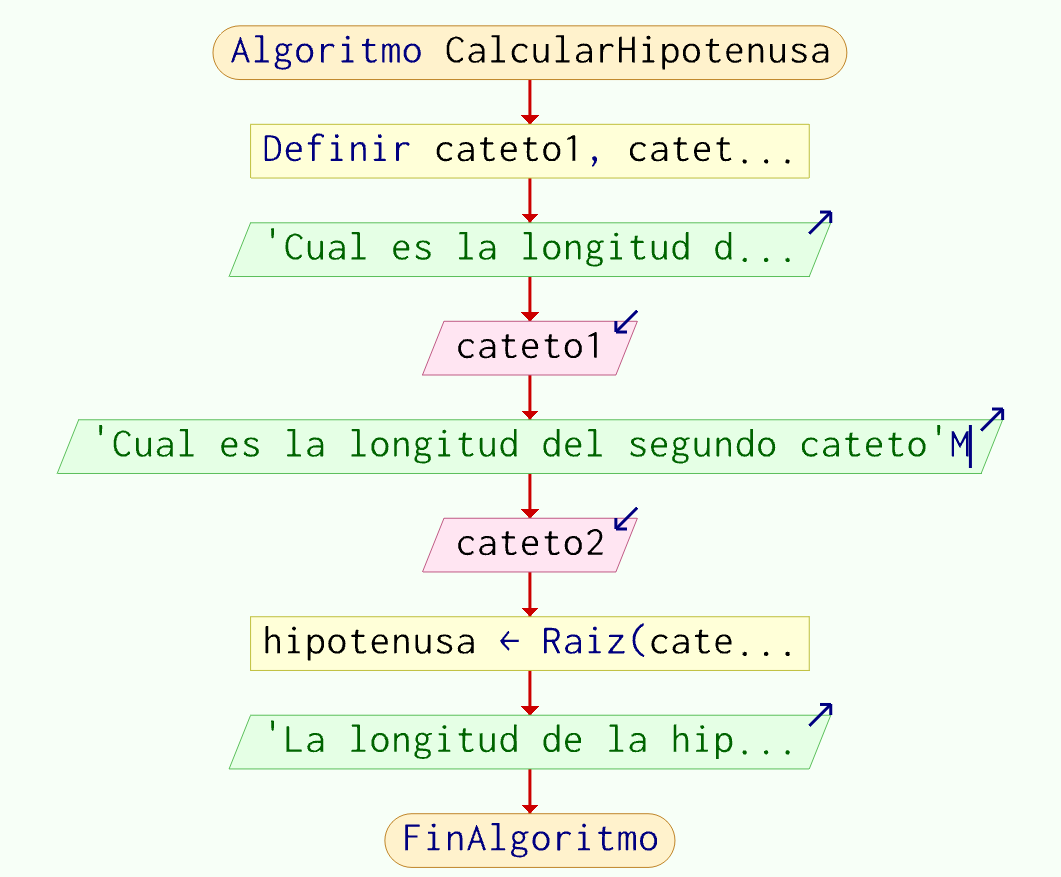 Algoritmo CalcularHipotenusa
Definir cateto1, catet...
'Cual es la longitud d...
cateto1
'Cual es la longitud del segundo cateto'M
cateto2
hipotenusa ← Raiz(cate...
'La longitud de la hip...
FinAlgoritmo